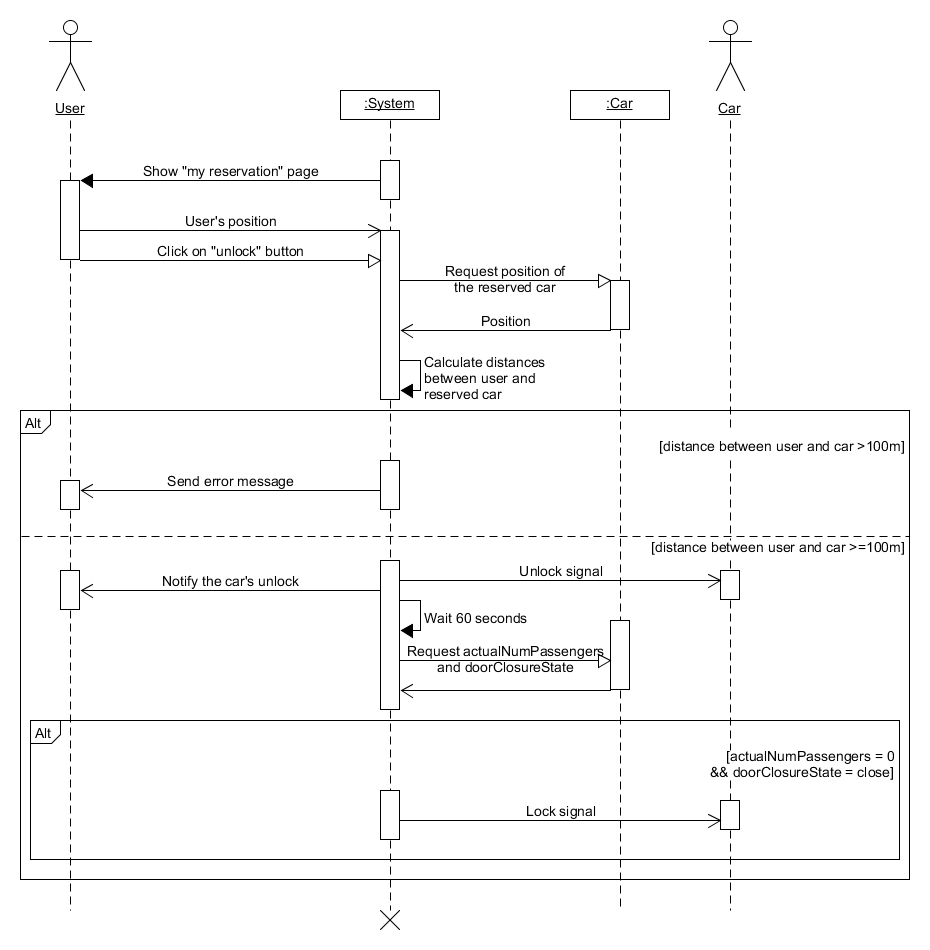 User
:System
:Car
Car
Show "my reservation" page
User's position
Click on "unlock" button
Request position of
the reserved car
Position
Calculate distances
between user and
reserved car
Alt
[distance between user and car >100m]
Send error message
[distance between user and car >=100m]
Unlock signal
Notify the car's unlock
Wait 60 seconds
Request actualNumPassengers
and doorClosureState
Alt
[actualNumPassengers = 0
&& doorClosureState = close]
Lock signal